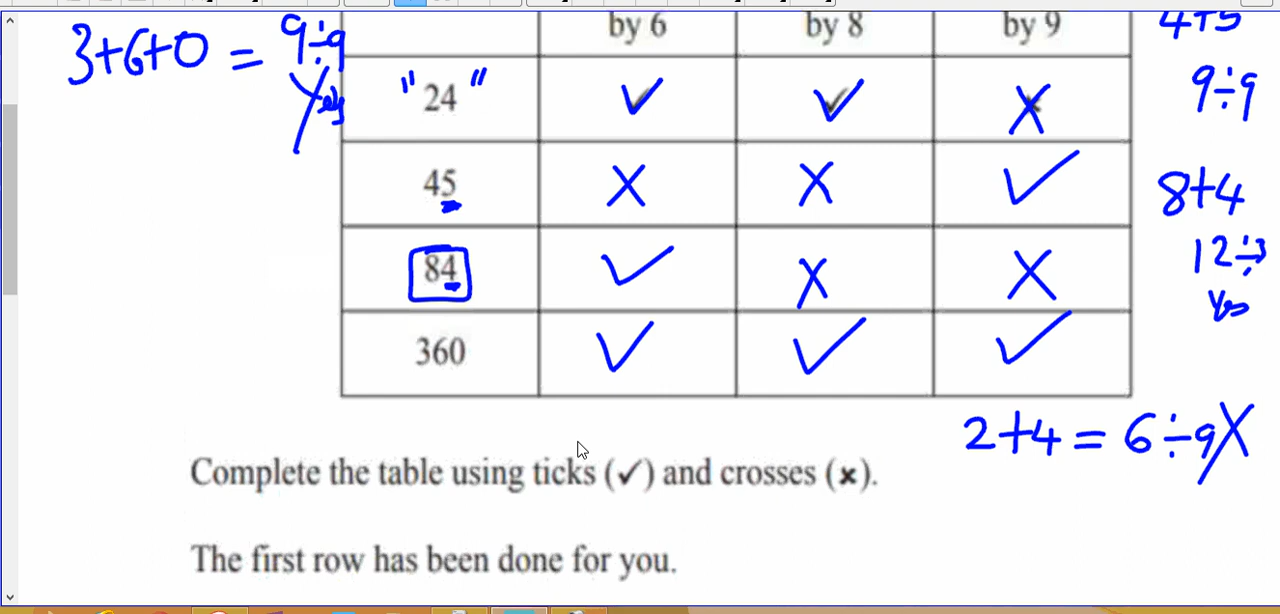 3+6+0 = 9÷9
Yes
by 6 by 8 by 9
4+5
9÷9
"24" ✓ ✓ X
45 X X ✓
8+4
84 ✓ X X
12÷3
Yes
360 ✓ ✓ ✓
2+4 = 6÷9 X
Complete the table using ticks (✓) and crosses (×).
The first row has been done for you.